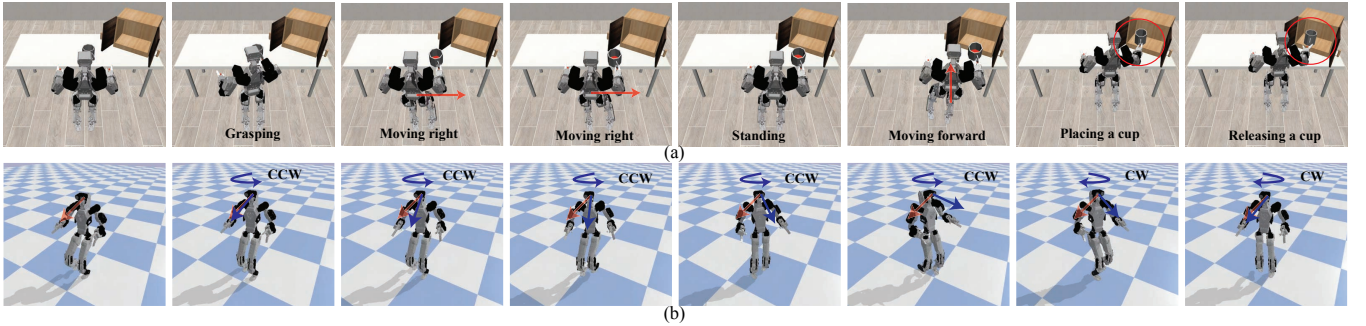 Grasping
Moving right
Moving right
Standing
Moving forward
Placing a cup
Releasing a cup
(a)
CCW
CCW
CCW
CCW
CCW
CW
CW
(b)